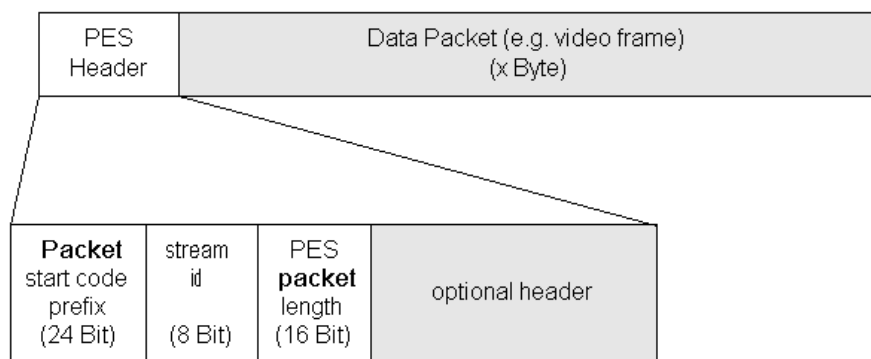 PES
Header
Data Packet (e.g. video frame)
(x Byte)
Packet
start code
prefix
(24 Bit)
stream
id
(8 Bit)
PES
packet
length
(16 Bit)
optional header